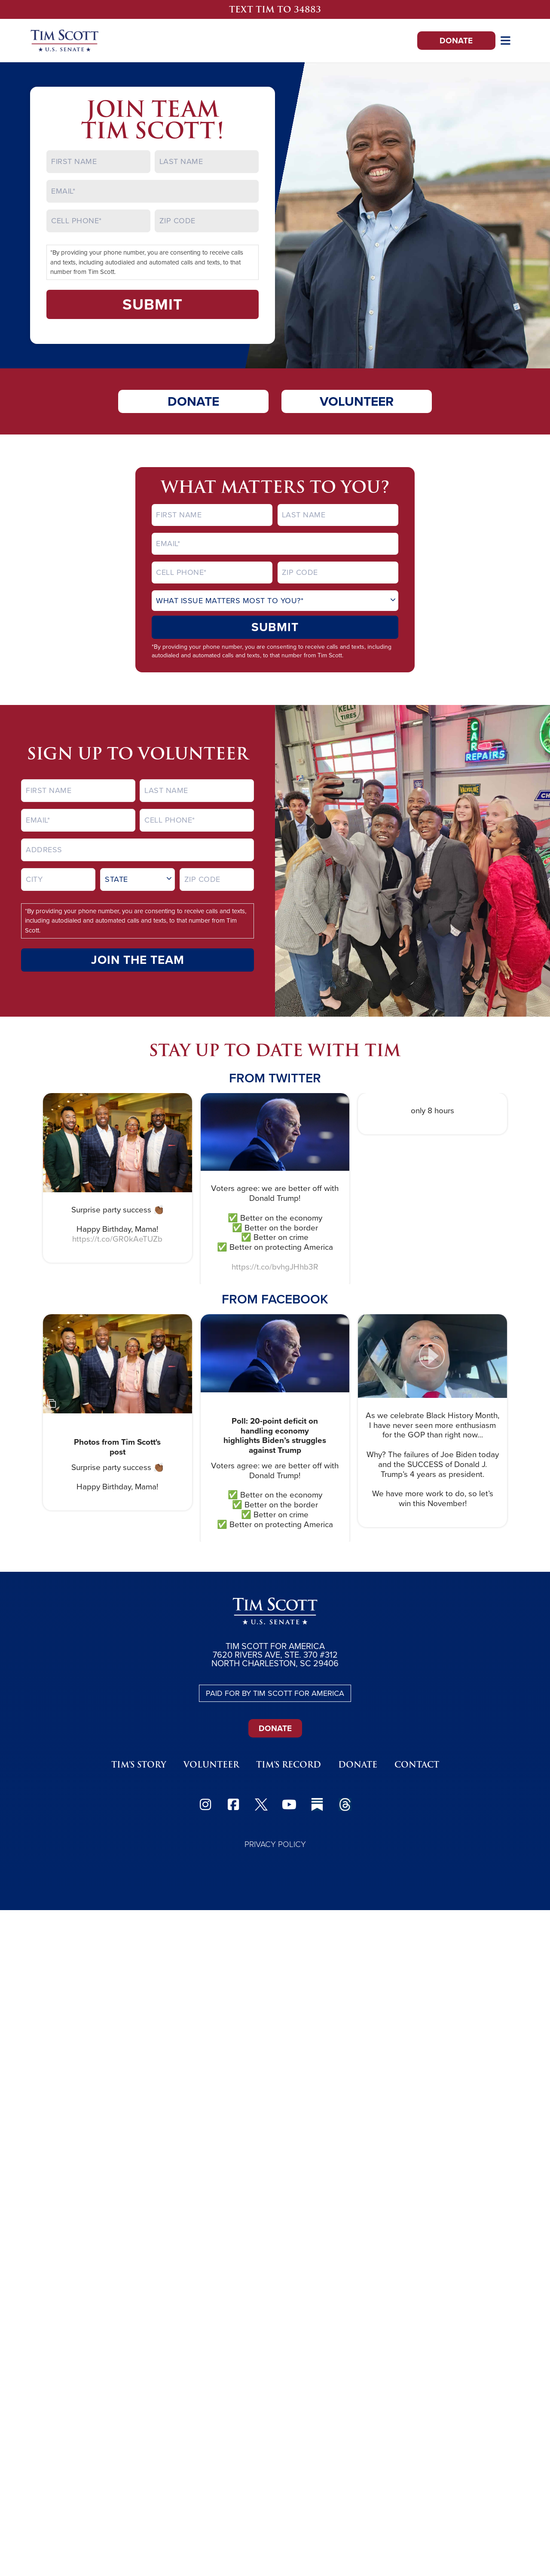 TEXT TIM TO 34883
TIM SCOTT
U.S. SENATE
DONATE
JOIN TEAM
TIM SCOTT!
FIRST NAME
LAST NAME
EMAIL*
CELL PHONE*
ZIP CODE
*By providing your phone number, you are consenting to receive calls
and texts, including autodialed and automated calls and texts, to that
number from Tim Scott.
SUBMIT
DONATE
VOLUNTEER
WHAT MATTERS TO YOU?
FIRST NAME
LAST NAME
EMAIL*
CELL PHONE*
ZIP CODE
WHAT ISSUE MATTERS MOST TO YOU?*
SUBMIT
*By providing your phone number, you are consenting to receive calls and texts, including
autodialed and automated calls and texts, to that number from Tim Scott.
KELLY
TIRES
CAR
REPAIRS
VALVOLINE
CH
SIGN UP TO VOLUNTEER
FIRST NAME
LAST NAME
EMAIL*
CELL PHONE*
ADDRESS
CITY
STATE
ZIP CODE
*By providing your phone number, you are consenting to receive calls and texts,
including autodialed and automated calls and texts, to that number from Tim
Scott.
JOIN THE TEAM
STAY UP TO DATE WITH TIM
FROM TWITTER
Surprise party success 👏🏾
Happy Birthday, Mama!
https://t.co/GR0kAeTUZb
Voters agree: we are better off with
Donald Trump!
✅ Better on the economy
✅ Better on the border
✅ Better on crime
✅ Better on protecting America
https://t.co/bvhgJHhb3R
only 8 hours
FROM FACEBOOK
Photos from Tim Scott's
post
Surprise party success 👏🏾
Happy Birthday, Mama!
Poll: 20-point deficit on
handling economy
highlights Biden's struggles
against Trump
Voters agree: we are better off with
Donald Trump!
✅ Better on the economy
✅ Better on the border
✅ Better on crime
✅ Better on protecting America
As we celebrate Black History Month,
I have never seen more enthusiasm
for the GOP than right now…
Why? The failures of Joe Biden today
and the SUCCESS of Donald J.
Trump's 4 years as president.
We have more work to do, so let's
win this November!
TIM SCOTT
U.S. SENATE
TIM SCOTT FOR AMERICA
7620 RIVERS AVE, STE. 370 #312
NORTH CHARLESTON, SC 29406
PAID FOR BY TIM SCOTT FOR AMERICA
DONATE
TIM'S STORY
VOLUNTEER
TIM'S RECORD
DONATE
CONTACT
PRIVACY POLICY